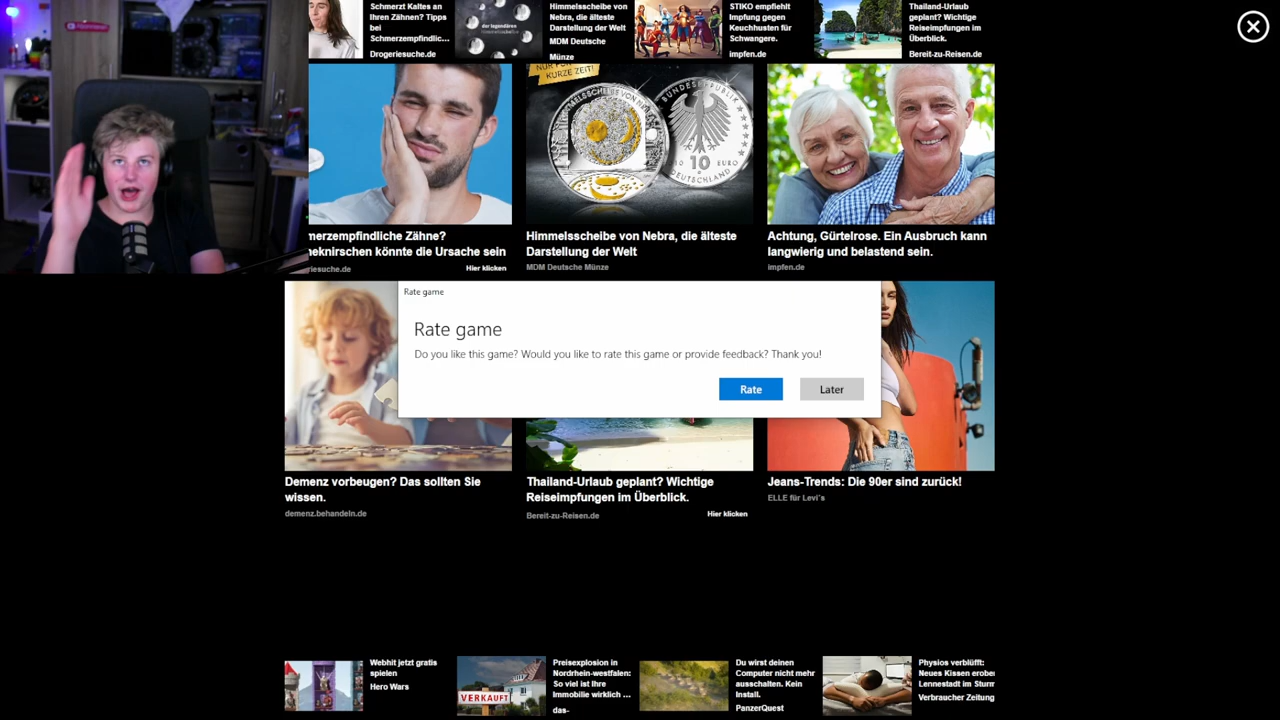 Schmerzt Kaltes an
Ihren Zähnen? Tipps
bei
Schmerzempfindlic...
Drogeriesuche.de
der legendären
Himmelsscheibe von
Nebra, die älteste
Darstellung der Welt
MDM Deutsche
Münze
STIKO empfiehlt
Impfung gegen
Keuchhusten für
Schwangere.
impfen.de
Thailand-Urlaub
geplant? Wichtige
Reiseimpfungen im
Überblick.
Bereit-zu-Reisen.de
merzempfindliche Zähne?
neknirschen könnte die Ursache sein
riesuche.de
Hier klicken
KURZE ZEIT!
BUNDESREPUBLIK
10 EURO
DEUTSCHLAND
Himmelsscheibe von Nebra, die älteste
Darstellung der Welt
MDM Deutsche Münze
Achtung, Gürtelrose. Ein Ausbruch kann
langwierig und belastend sein.
impfen.de
Rate game
Rate game
Do you like this game? Would you like to rate this game or provide feedback? Thank you!
Rate
Later
Demenz vorbeugen? Das sollten Sie
wissen.
demenz.behandeln.de
Thailand-Urlaub geplant? Wichtige
Reiseimpfungen im Überblick.
Bereit-zu-Reisen.de
Hier klicken
Jeans-Trends: Die 90er sind zurück!
ELLE für Levi's
Webhit jetzt gratis
spielen
Hero Wars
VERKAUFT
Preisexplosion in
Nordrhein-westfalen:
So viel ist Ihre
Immobilie wirklich ...
das-
Du wirst deinen
Computer nicht mehr
ausschalten. Kein
Install.
PanzerQuest
Physios verblüfft:
Neues Kissen erober
Lennestadt im Sturm
Verbraucher Zeitung